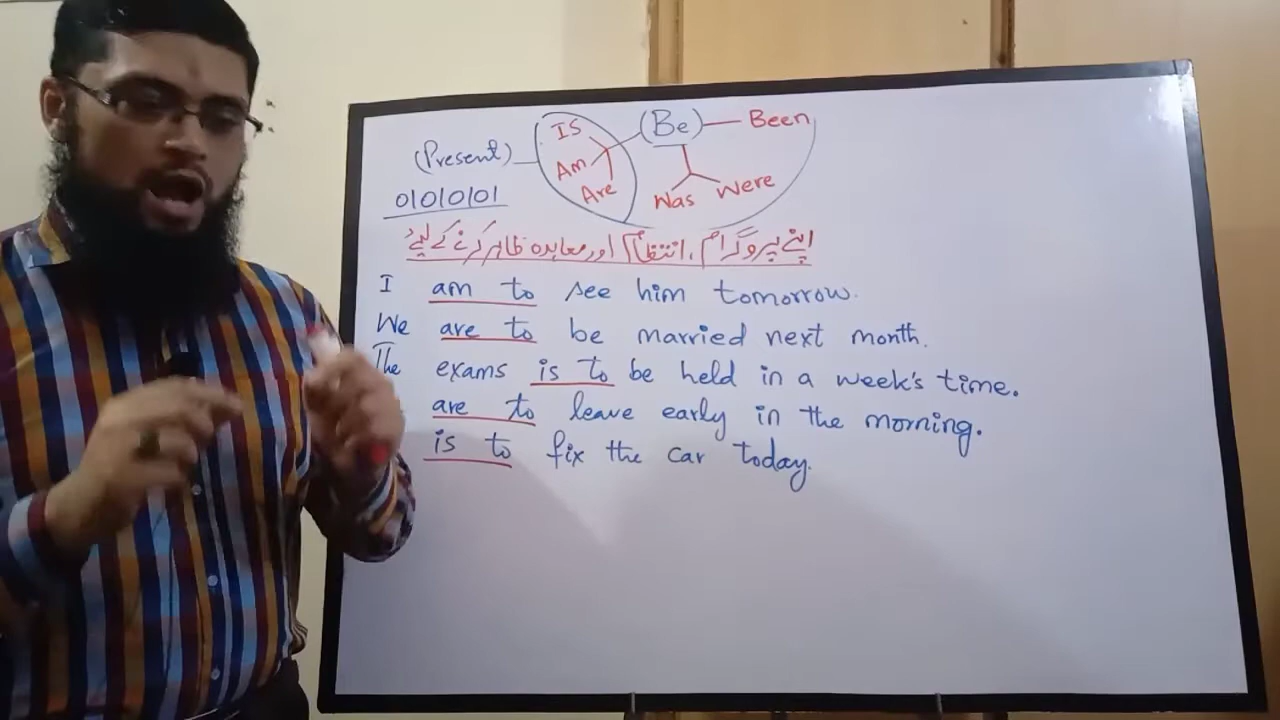 Is (Be) Been
(Present) Am Are Was Were
01010101
اپنے پروگرام ، انتظام اور معاہدہ ظاہر کرنے کے لیے
I am to see him tomorrow.
We are to be married next month.
The exams is to be held in a week's time.
are to leave early in the morning.
is to fix the car today.